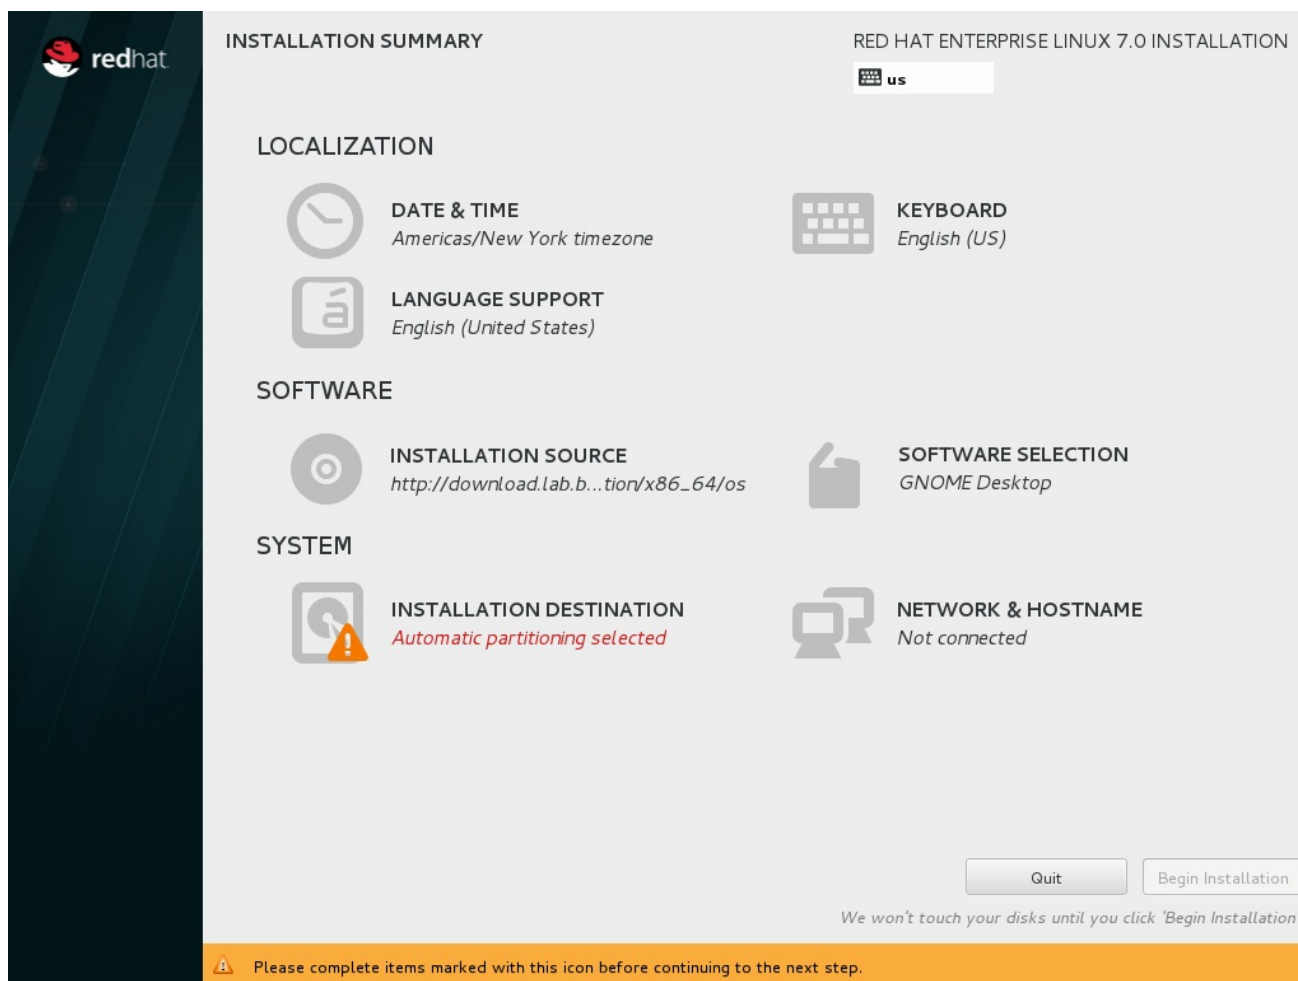 redhat.
INSTALLATION SUMMARY
RED HAT ENTERPRISE LINUX 7.0 INSTALLATION
us
LOCALIZATION
DATE & TIME
Americas/New York timezone
KEYBOARD
English (US)
LANGUAGE SUPPORT
English (United States)
SOFTWARE
INSTALLATION SOURCE
http://download.lab.b...tion/x86_64/os
SOFTWARE SELECTION
GNOME Desktop
SYSTEM
INSTALLATION DESTINATION
Automatic partitioning selected
NETWORK & HOSTNAME
Not connected
Quit
Begin Installation
We won't touch your disks until you click 'Begin Installation
Please complete items marked with this icon before continuing to the next step.